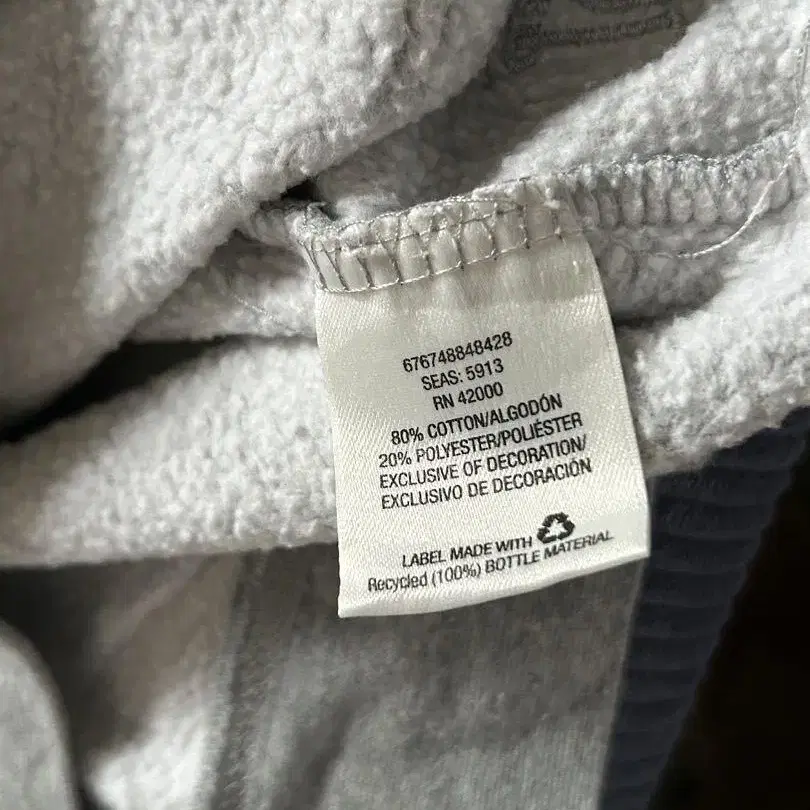 676748848428
SEAS: 5913
RN 42000
80% COTTON/ALGODÓN
20% POLYESTER/POLIÉSTER
EXCLUSIVE OF DECORATION/
EXCLUSIVO DE DECORACIÓN
LABEL MADE WITH
Recycled (100%) BOTTLE MATERIAL